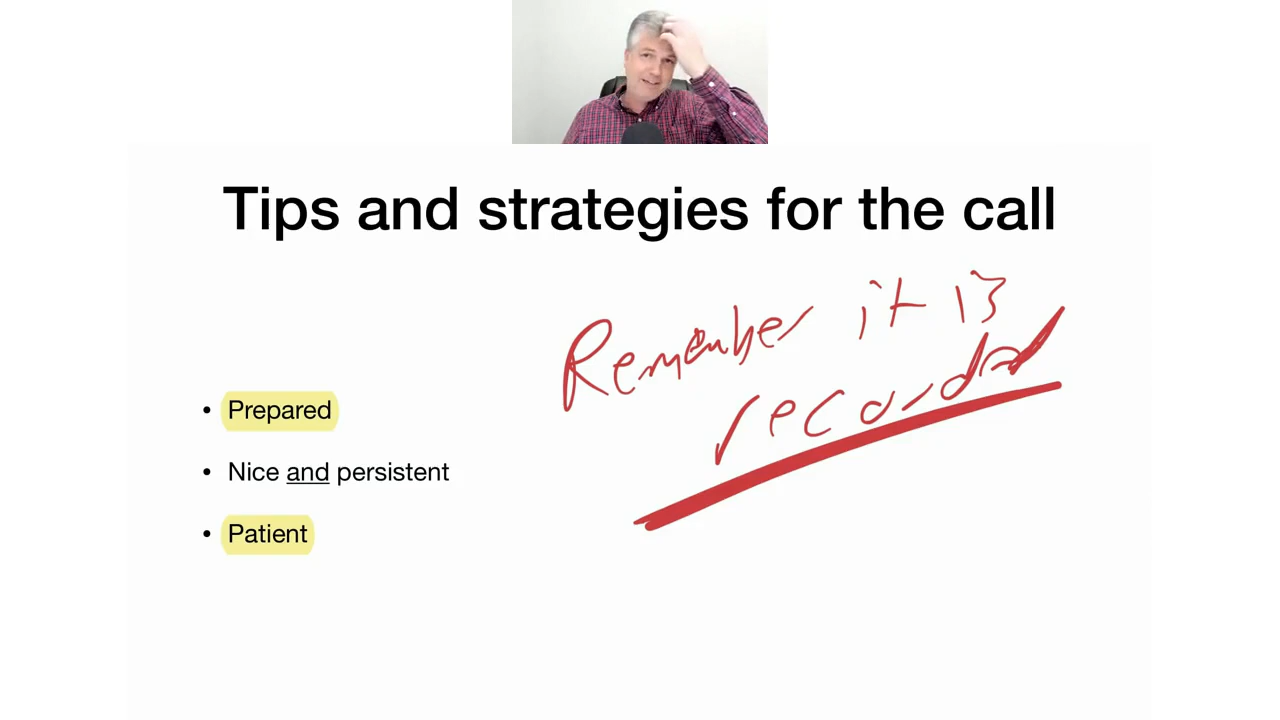 Tips and strategies for the call
Remember it is
recorded
• Prepared
• Nice and persistent
• Patient